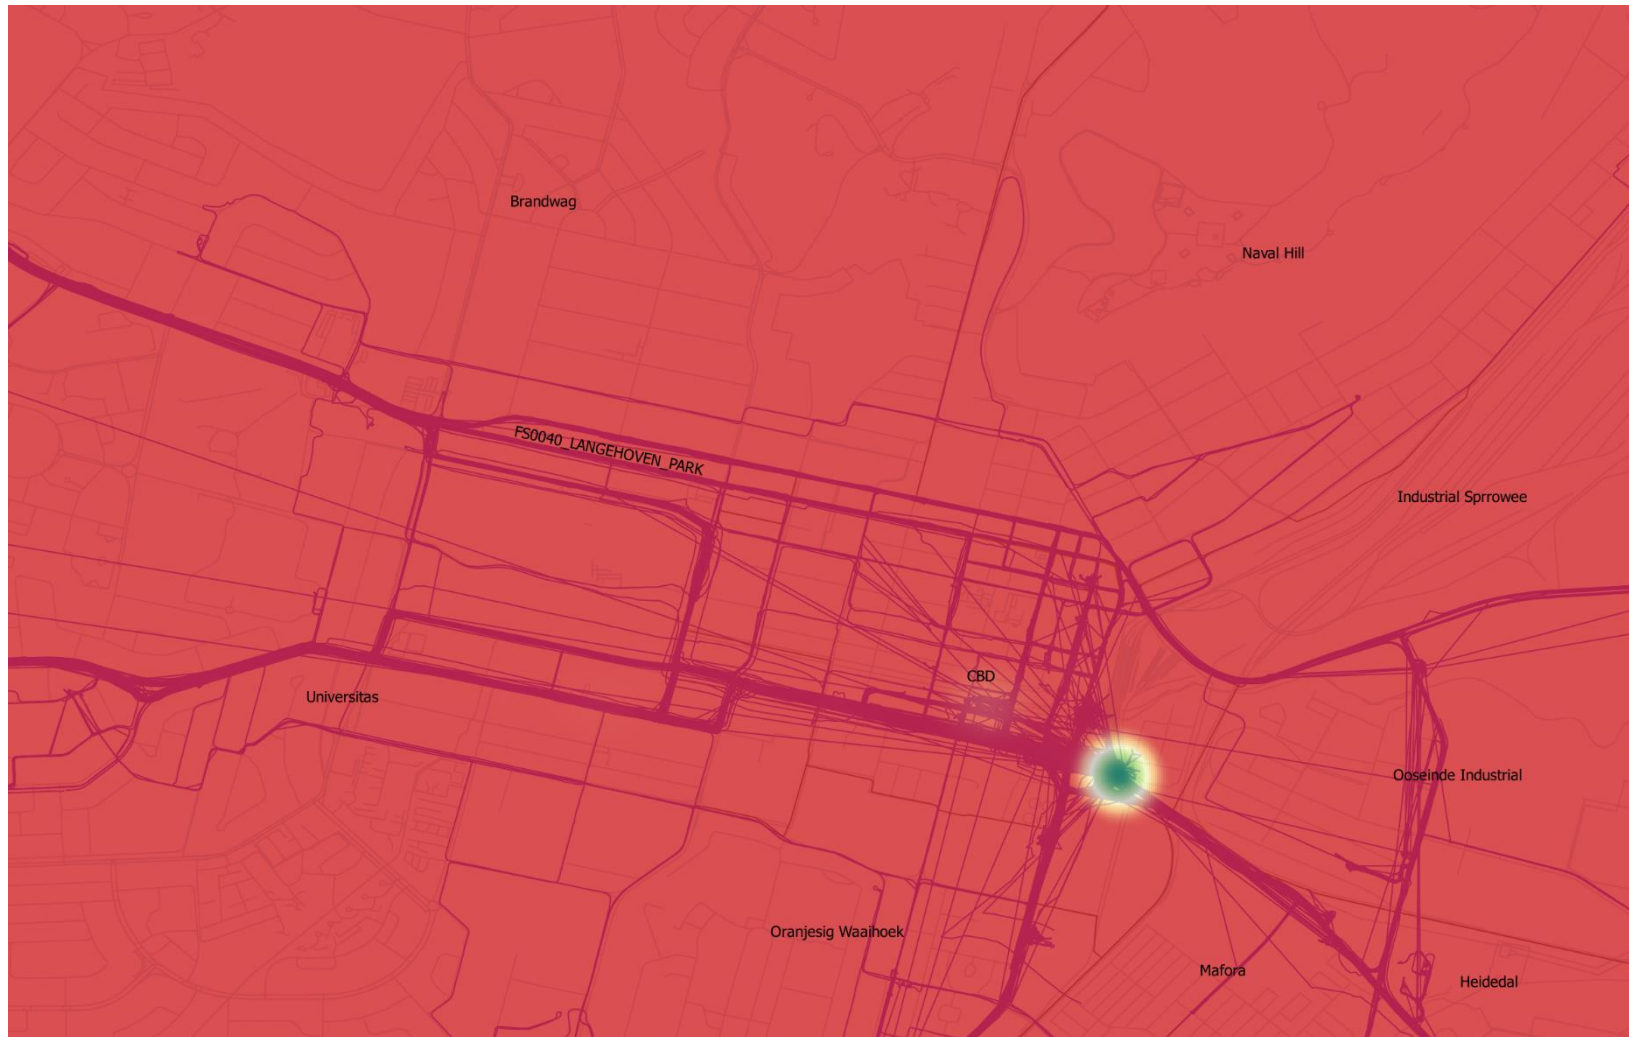 Brandwag
Naval Hill
FS0040_LANGEHOVEN_PARK
Industrial Sprrowee
CBD
Universitas
Ooseinde Industrial
Oranjesig Waaihoek
Mafora
Heidedal